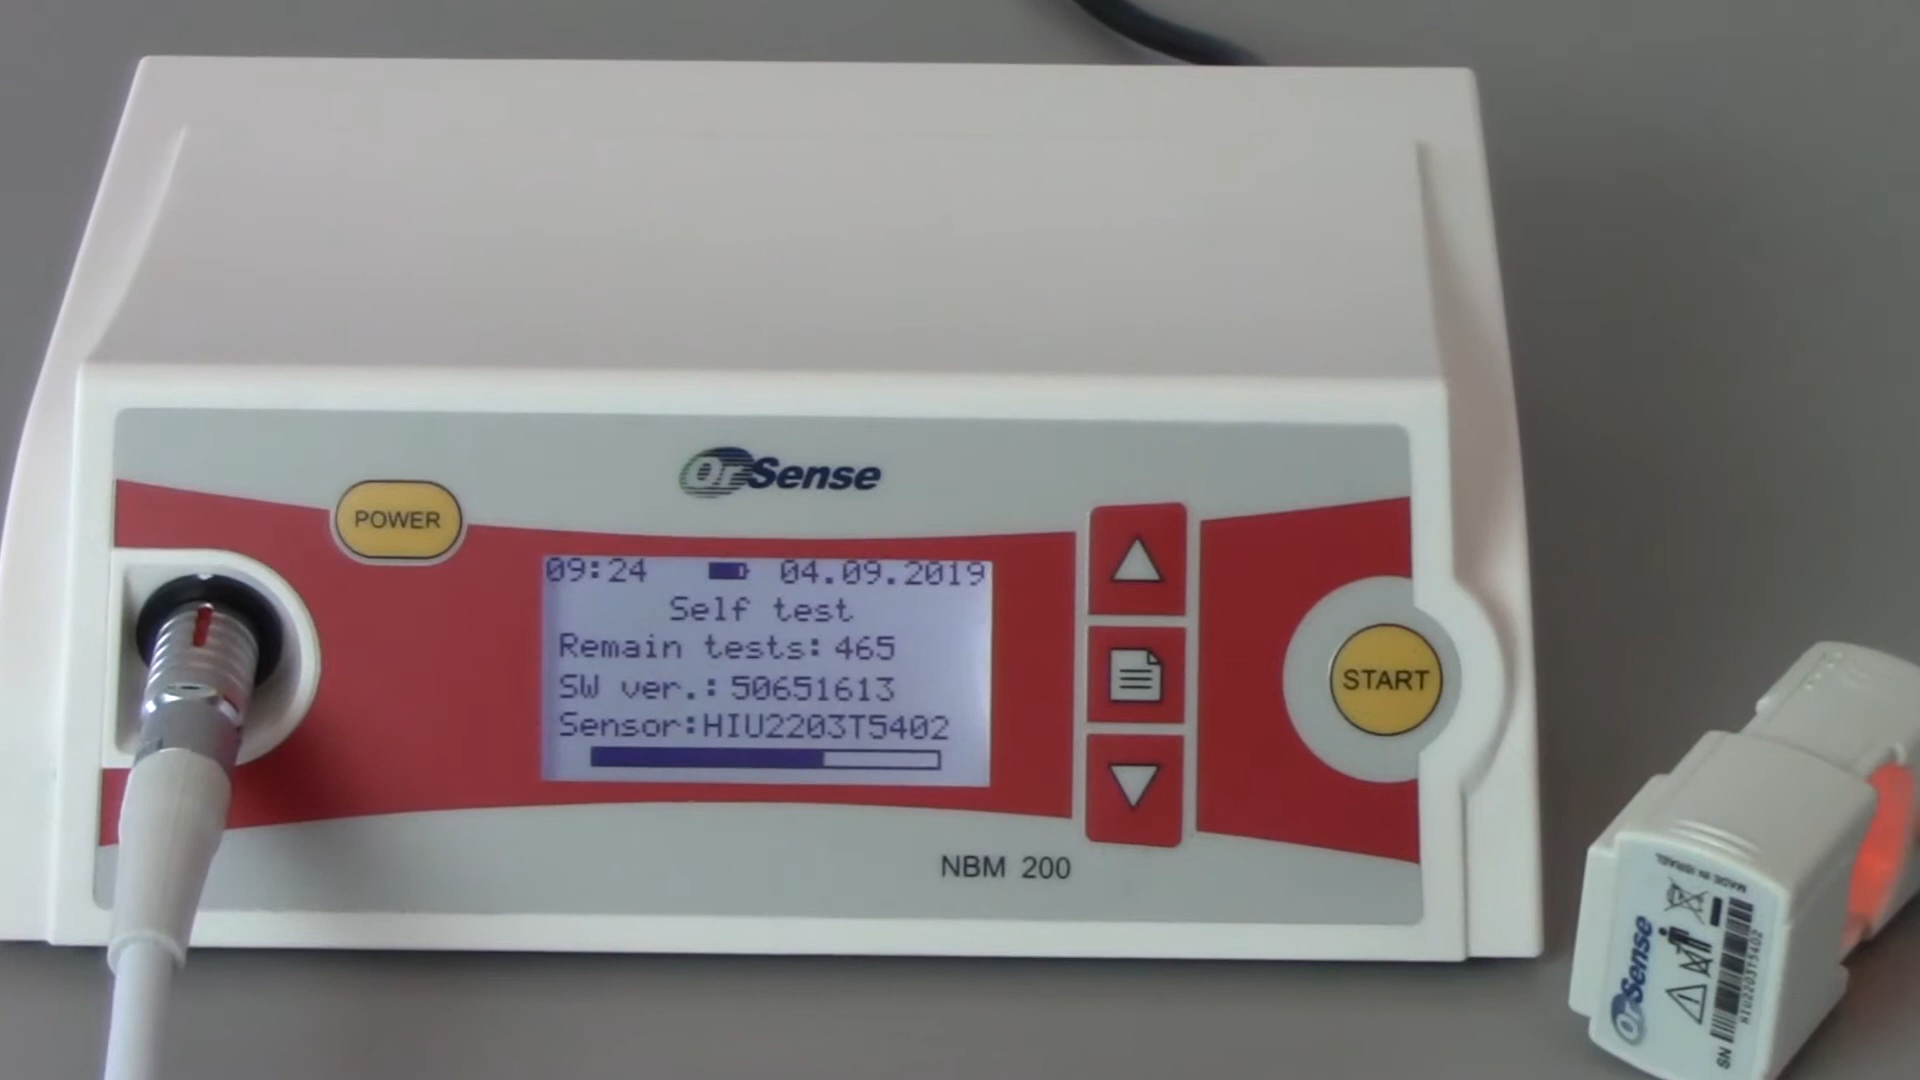 OrSense
POWER
09:24 04.09.2019
Self test
Remain tests: 465
SW ver.: 50651613
Sensor:HIU2203T5402
START
NBM 200
MADE IN ISRAEL
OrSense
SN
HIU2203T5402